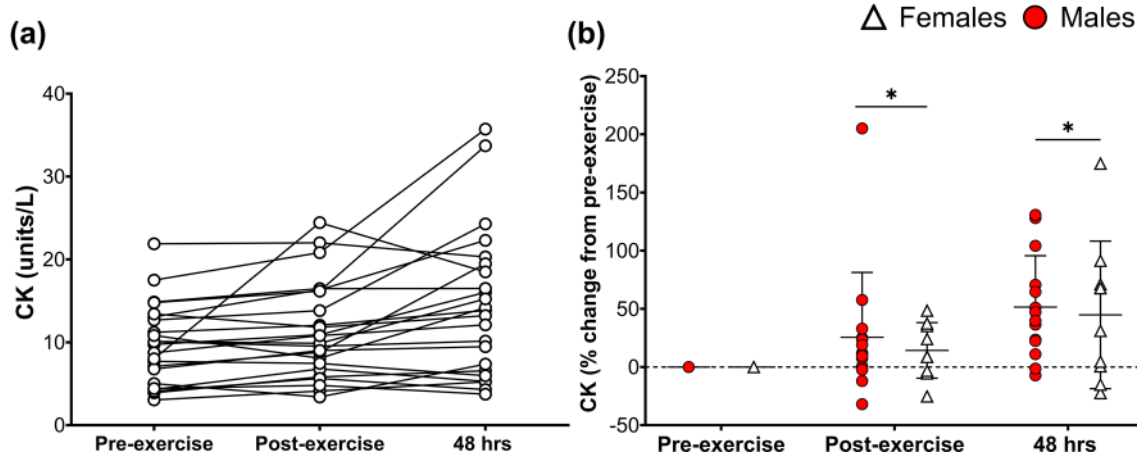 △ Females ● Males
(a)
CK (units/L)
40
30
20
10
0
Pre-exercise Post-exercise 48 hrs
(b)
CK (% change from pre-exercise)
250
200
150
100
50
0
-50
*
*
Pre-exercise Post-exercise 48 hrs